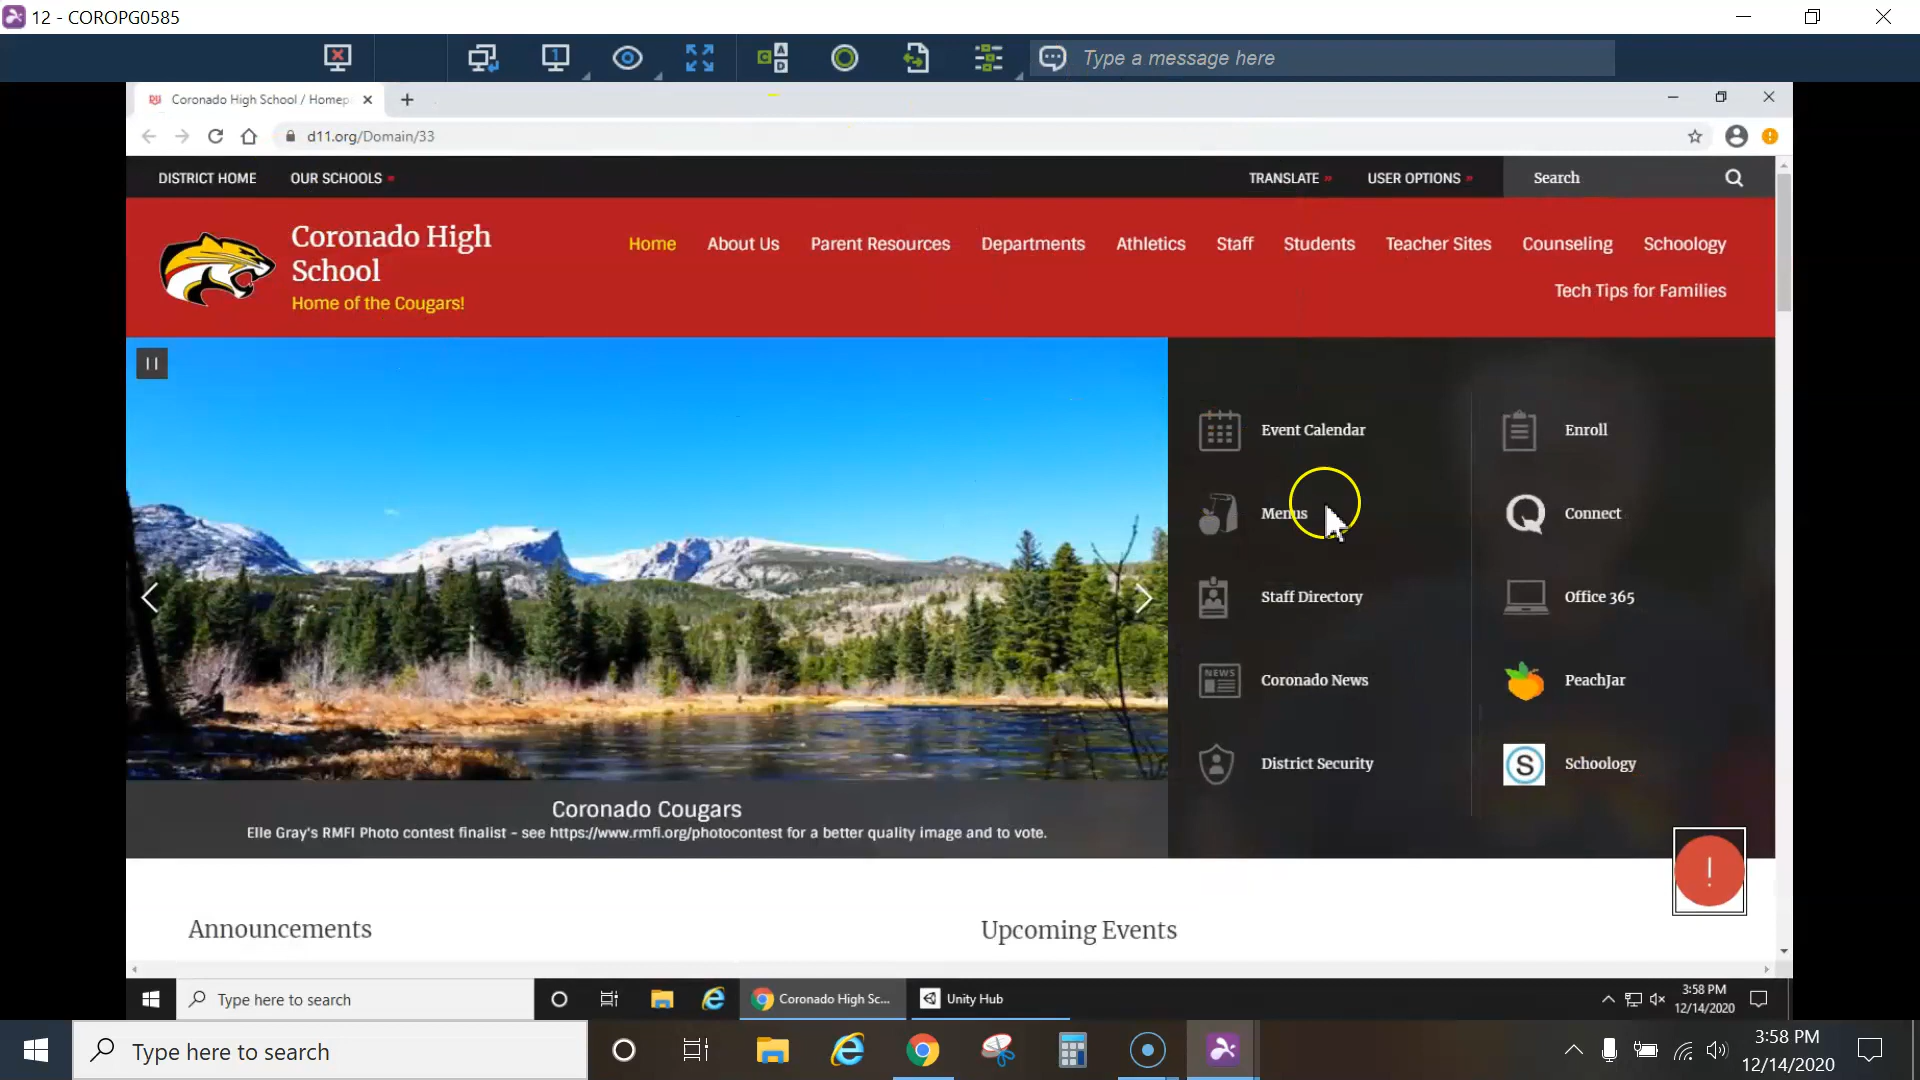 12 - COROPG0585
1
C A D
Type a message here
Coronado High School / Homep
d11.org/Domain/33
DISTRICT HOME OUR SCHOOLS TRANSLATE USER OPTIONS Search
Coronado High
School
Home of the Cougars!
Home About Us Parent Resources Departments Athletics Staff Students Teacher Sites Counseling Schoology
Tech Tips for Families
Event Calendar Enroll
Menus Connect
Staff Directory Office 365
NEWS Coronado News PeachJar
District Security S Schoology
Coronado Cougars
Elle Gray's RMFI Photo contest finalist - see https://www.rmfi.org/photocontest for a better quality image and to vote.
!
Announcements Upcoming Events
Type here to search Coronado High Sc... Unity Hub 3:58 PM
12/14/2020
Type here to search 3:58 PM
12/14/2020